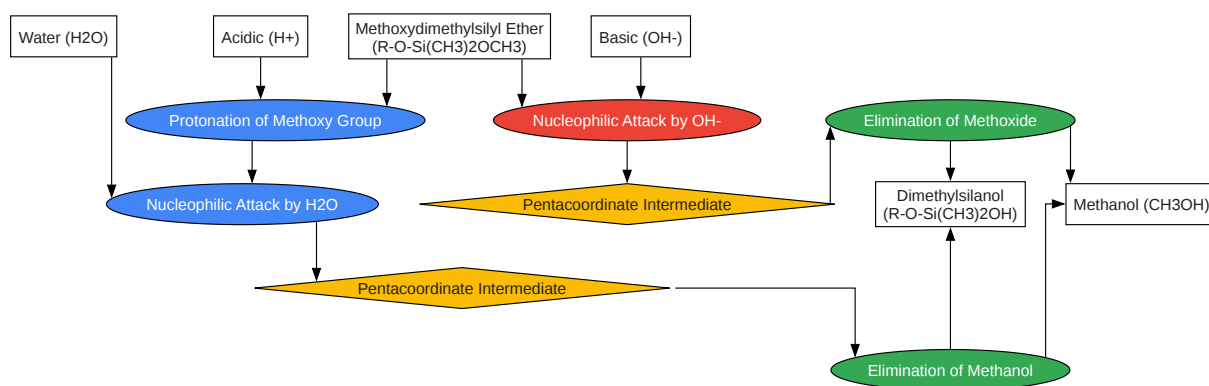 Water (H2O)
Acidic (H+)
Methoxydimethylsilyl Ether
(R-O-Si(CH3)2OCH3)
Basic (OH-)
Protonation of Methoxy Group
Nucleophilic Attack by OH-
Elimination of Methoxide
Nucleophilic Attack by H2O
Pentacoordinate Intermediate
Dimethylsilanol
(R-O-Si(CH3)2OH)
Methanol (CH3OH)
Pentacoordinate Intermediate
Elimination of Methanol